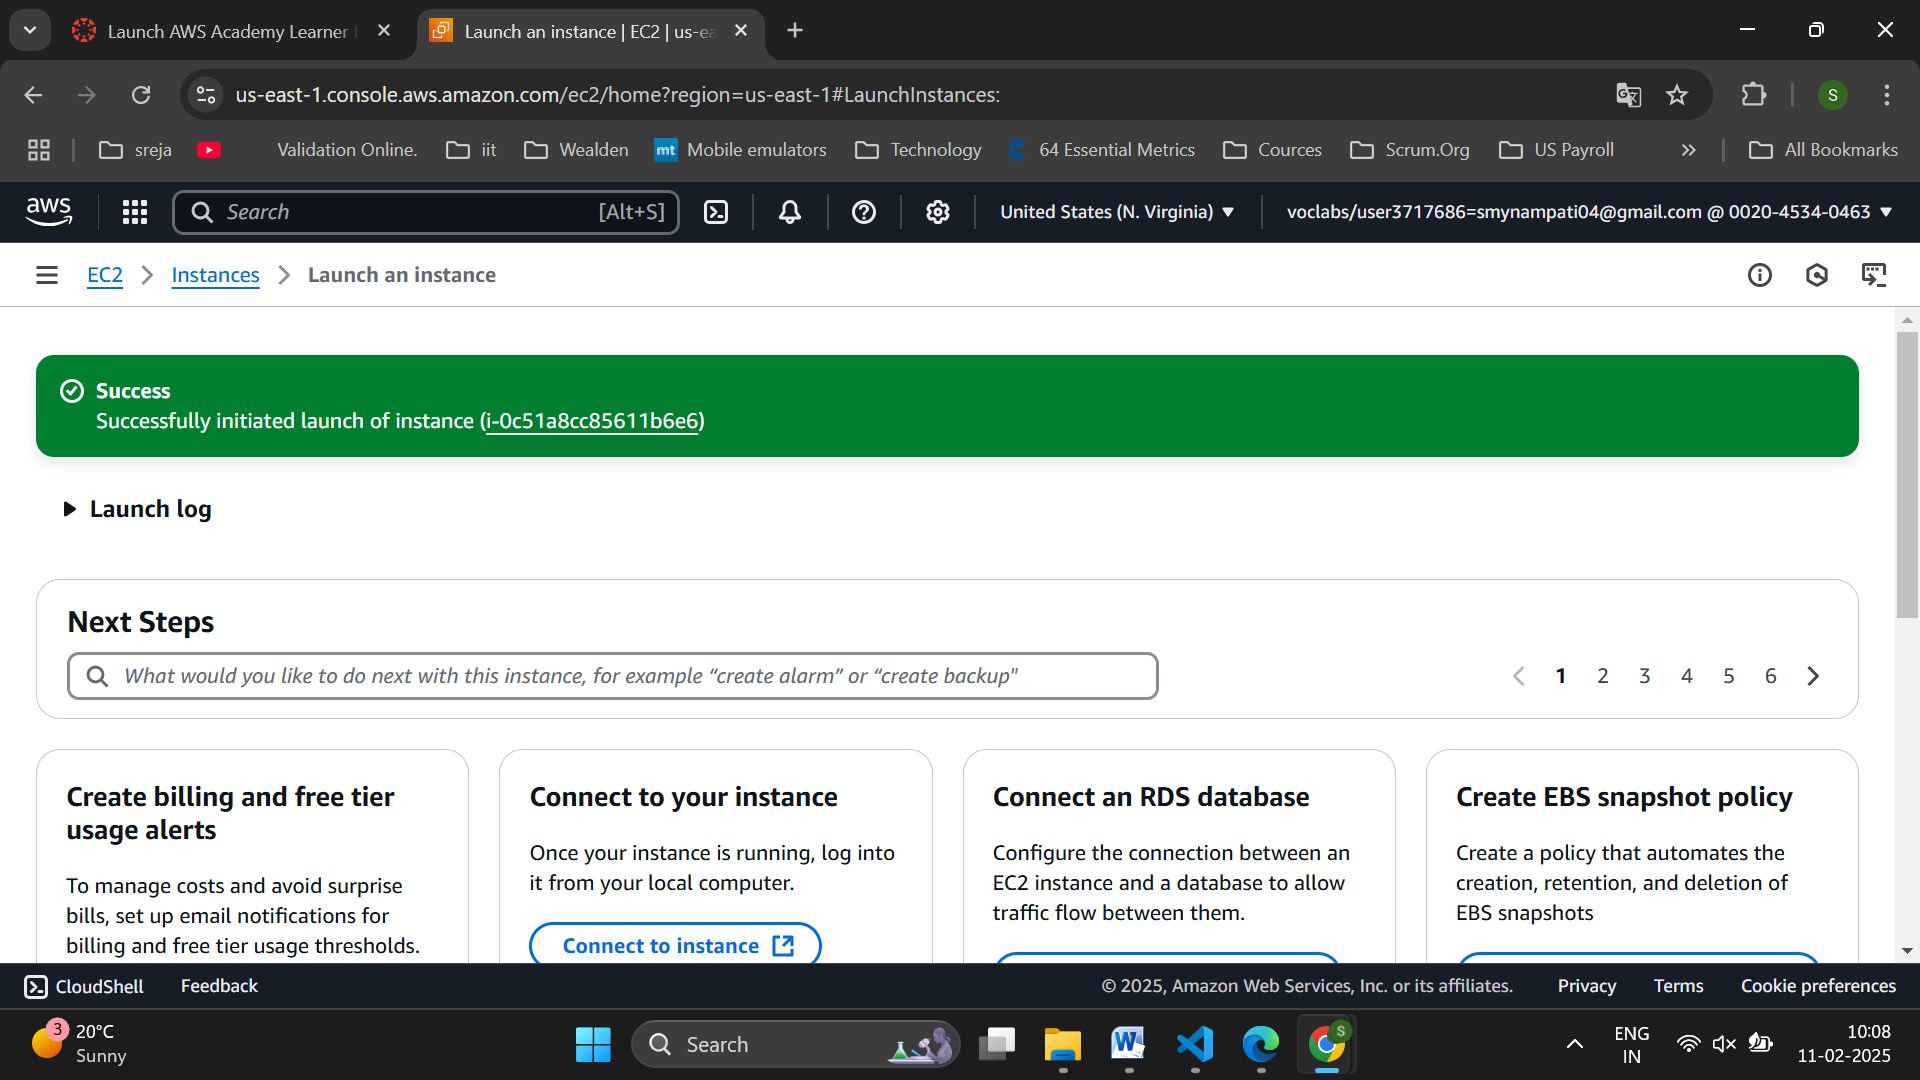 Launch AWS Academy Learner L
Launch an instance | EC2 | us-ea
us-east-1.console.aws.amazon.com/ec2/home?region=us-east-1#LaunchInstances:
S
sreja
Validation Online.
iit
Wealden
mt Mobile emulators
Technology
64 Essential Metrics
Cources
Scrum.Org
US Payroll
All Bookmarks
aws
Search [Alt+S]
United States (N. Virginia)
voclabs/user3717686=smynampati04@gmail.com @ 0020-4534-0463
EC2
Instances
Launch an instance
Success
Successfully initiated launch of instance (i-0c51a8cc85611b6e6)
Launch log
Next Steps
What would you like to do next with this instance, for example “create alarm” or “create backup"
1 2 3 4 5 6
Create billing and free tier
usage alerts
To manage costs and avoid surprise
bills, set up email notifications for
billing and free tier usage thresholds.
Connect to your instance
Once your instance is running, log into
it from your local computer.
Connect to instance
Connect an RDS database
Configure the connection between an
EC2 instance and a database to allow
traffic flow between them.
Create EBS snapshot policy
Create a policy that automates the
creation, retention, and deletion of
EBS snapshots
CloudShell
Feedback
© 2025, Amazon Web Services, Inc. or its affiliates.
Privacy
Terms
Cookie preferences
3
20°C
Sunny
Search
S
ENG
IN
10:08
11-02-2025